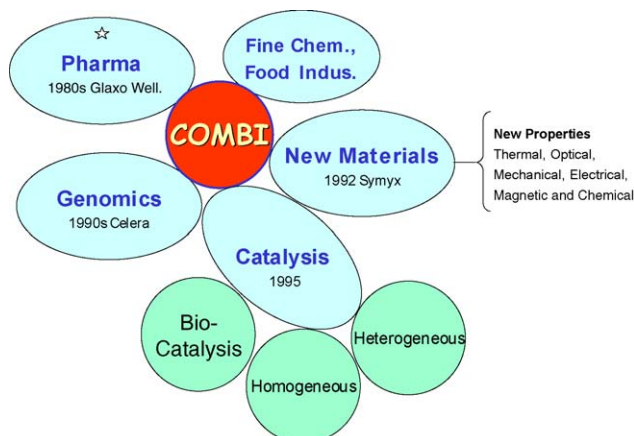 Pharma
1980s Glaxo Well.
Fine Chem.,
Food Indus.
COMBI
New Materials
1992 Symyx
New Properties
Thermal, Optical,
Mechanical, Electrical,
Magnetic and Chemical
Genomics
1990s Celera
Catalysis
1995
Bio-
Catalysis
Homogeneous
Heterogeneous